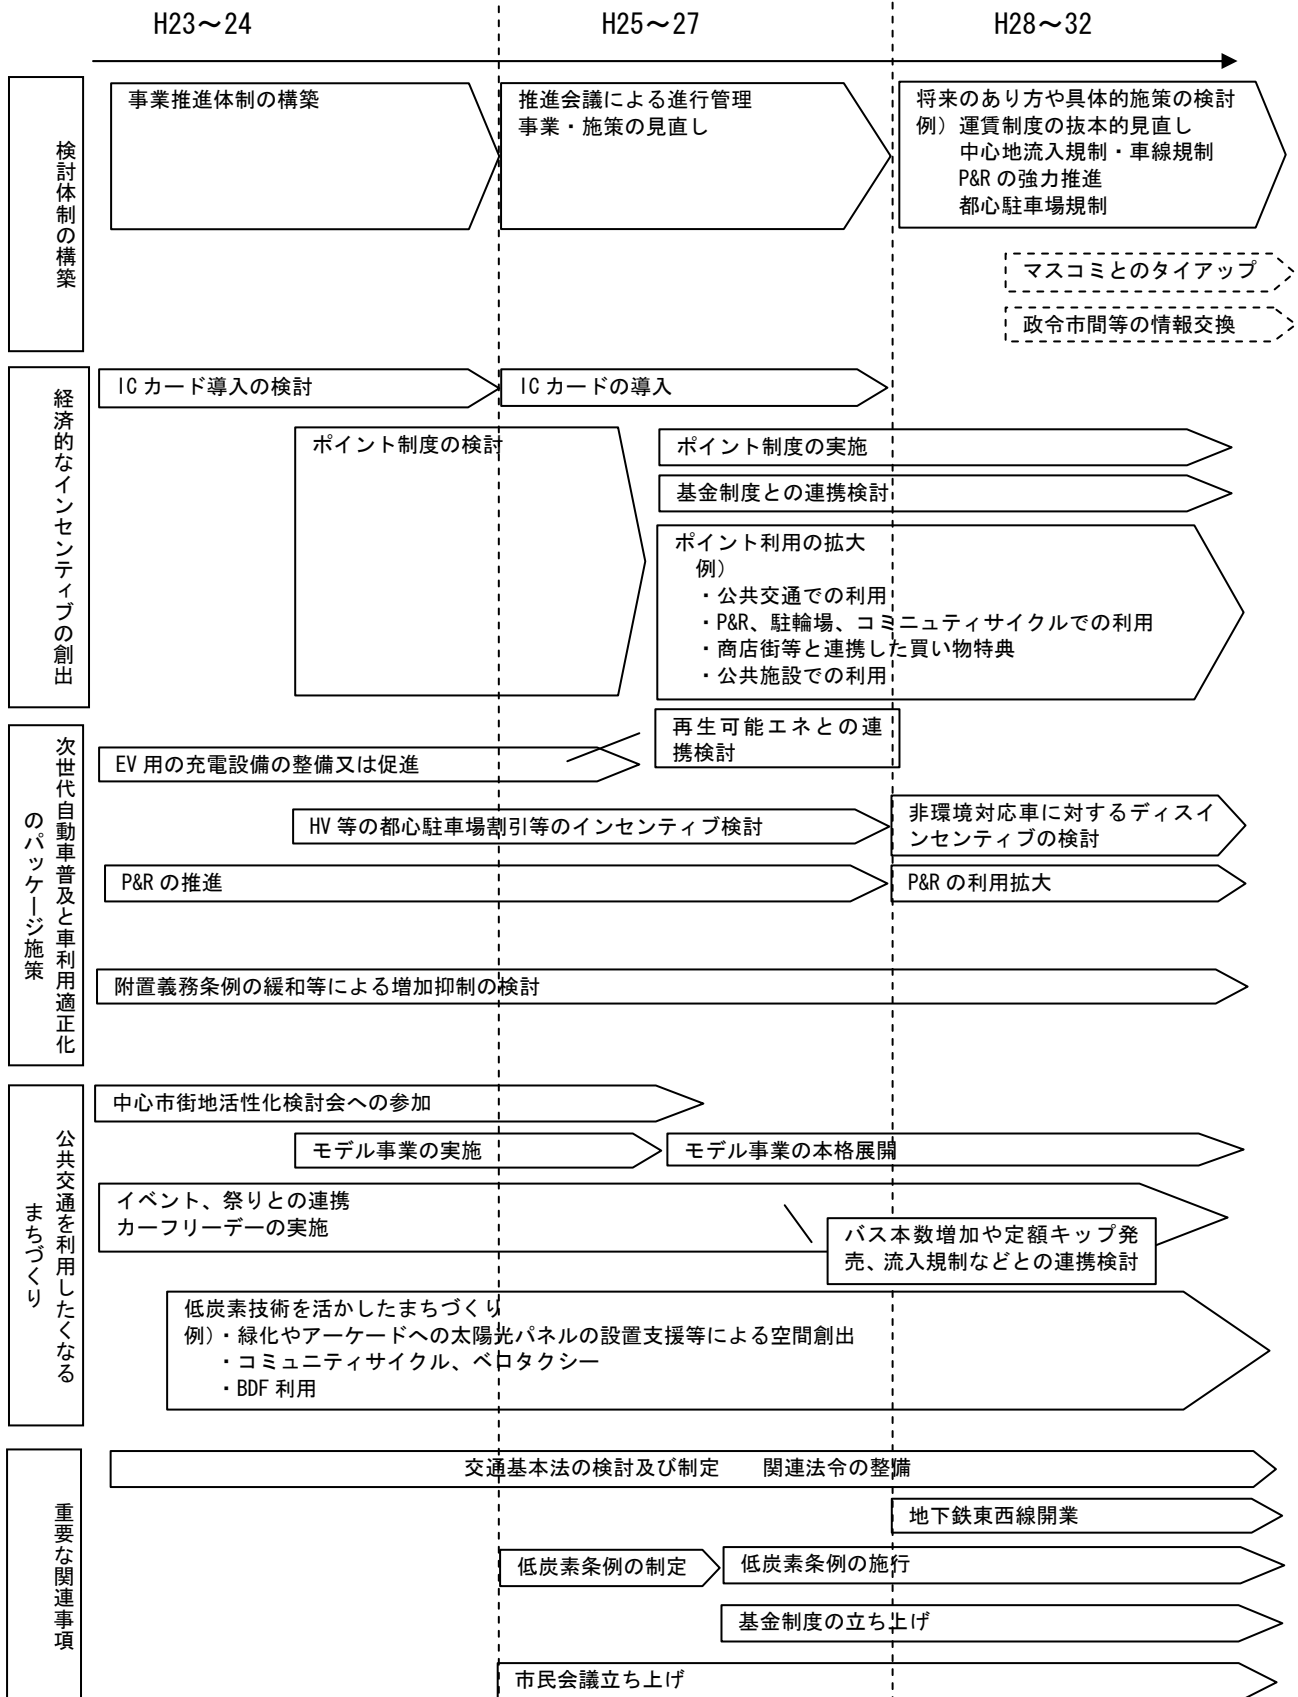 H23～24
H25～27
H28～32
検討体制の構築
事業推進体制の構築
推進会議による進行管理
事業・施策の見直し
将来のあり方や具体的施策の検討
例）運賃制度の抜本的見直し
中心地流入規制・車線規制
P&Rの強力推進
都心駐車場規制
マスコミとのタイアップ
政令市間等の情報交換
経済的なインセンティブの創出
ICカード導入の検討
ICカードの導入
ポイント制度の検討
ポイント制度の実施
基金制度との連携検討
ポイント利用の拡大
例）
・公共交通での利用
・P&R、駐輪場、コミニュティサイクルでの利用
・商店街等と連携した買い物特典
・公共施設での利用
次世代自動車普及と車利用適正化
のパッケージ施策
EV用の充電設備の整備又は促進
再生可能エネとの連
携検討
HV等の都心駐車場割引等のインセンティブ検討
非環境対応車に対するディスイ
ンセンティブの検討
P&Rの推進
P&Rの利用拡大
附置義務条例の緩和等による増加抑制の検討
公共交通を利用したくなる
まちづくり
中心市街地活性化検討会への参加
モデル事業の実施
モデル事業の本格展開
イベント、祭りとの連携
カーフリーデーの実施
バス本数増加や定額キップ発
売、流入規制などとの連携検討
低炭素技術を活かしたまちづくり
例）・緑化やアーケードへの太陽光パネルの設置支援等による空間創出
・コミュニティサイクル、ベロタクシー
・BDF利用
重要な関連事項
交通基本法の検討及び制定　　関連法令の整備
地下鉄東西線開業
低炭素条例の制定
低炭素条例の施行
基金制度の立ち上げ
市民会議立ち上げ